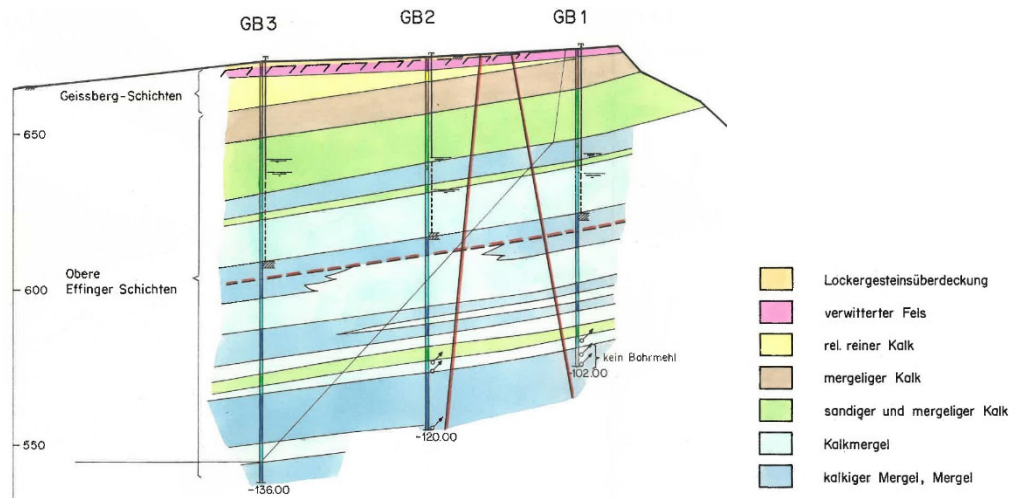 GB3
GB2
GB1
Geissberg-Schichten
650
Obere
Effinger Schichten
600
kein Bohrmehl
-102.00
-120.00
550
-136.00
Lockergesteinsüberdeckung
verwitterter Fels
rel. reiner Kalk
mergeliger Kalk
sandiger und mergeliger Kalk
Kalkmergel
kalkiger Mergel, Mergel